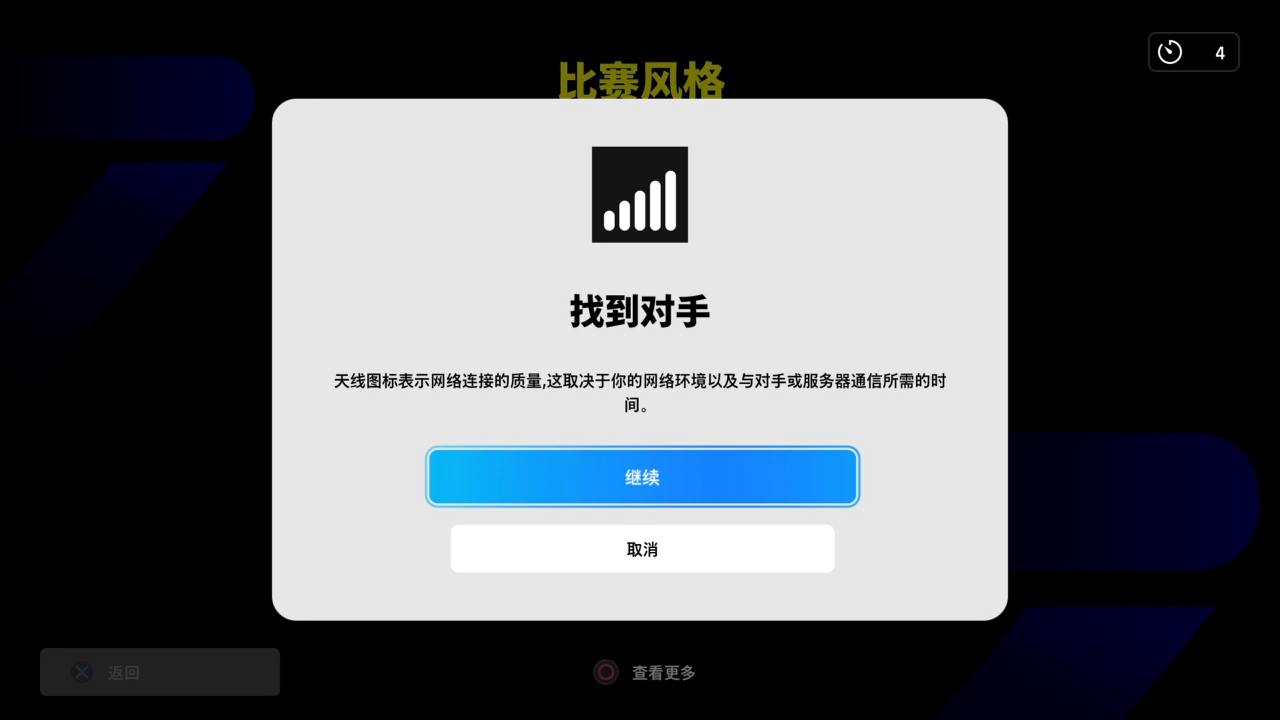 4
比赛风格
找到对手
天线图标表示网络连接的质量,这取决于你的网络环境以及与对手或服务器通信所需的时
间。
继续
取消
返回
查看更多